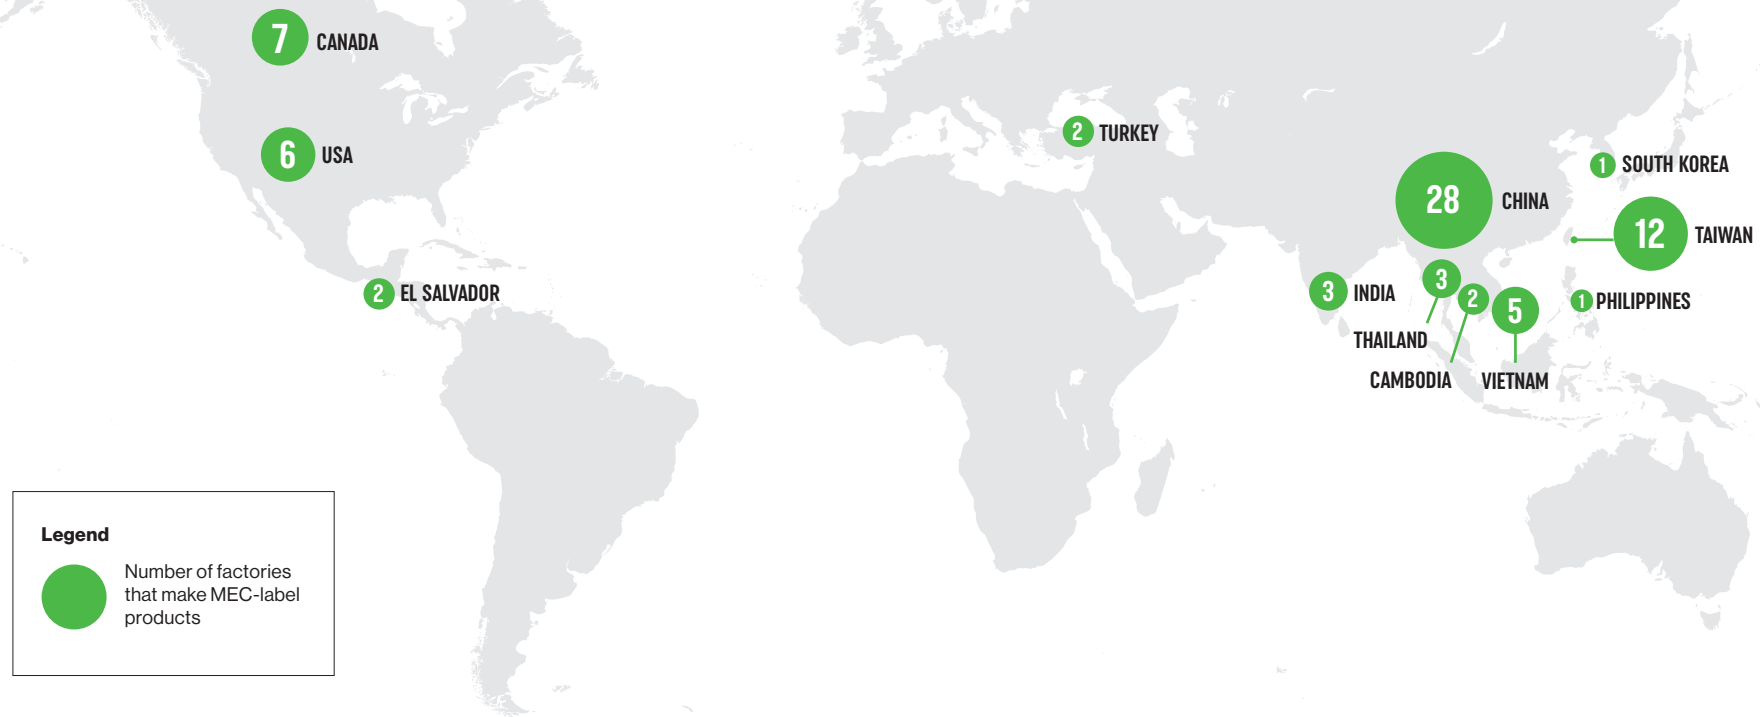 7 CANADA
6 USA
2 EL SALVADOR
2 TURKEY
1 SOUTH KOREA
28 CHINA
12 TAIWAN
3 INDIA
3
THAILAND
2
CAMBODIA
5
VIETNAM
1 PHILIPPINES
Legend
Number of factories
that make MEC-label
products